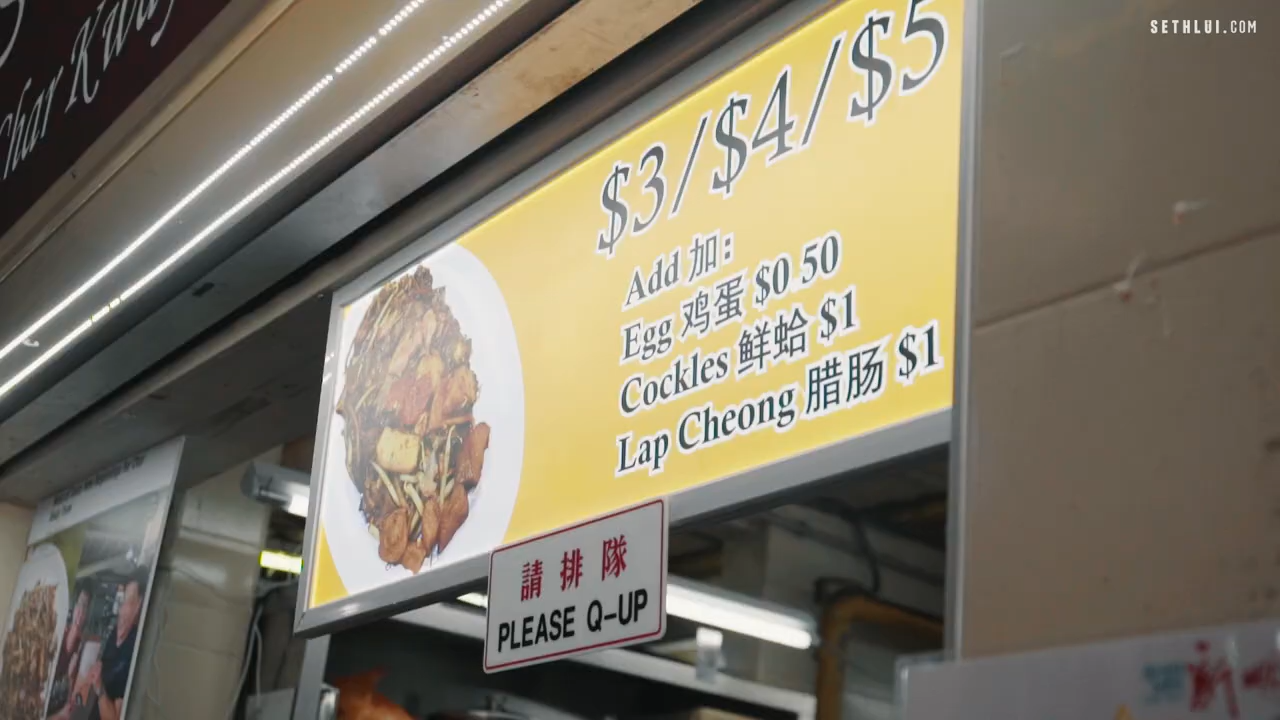 SETHLUI.COM
Char Kway
$3/$4/$5
Add 加:
Egg 鸡蛋 $0 50
Cockles 鲜蛤 $1
Lap Cheong 腊肠 $1
請排隊
PLEASE Q-UP